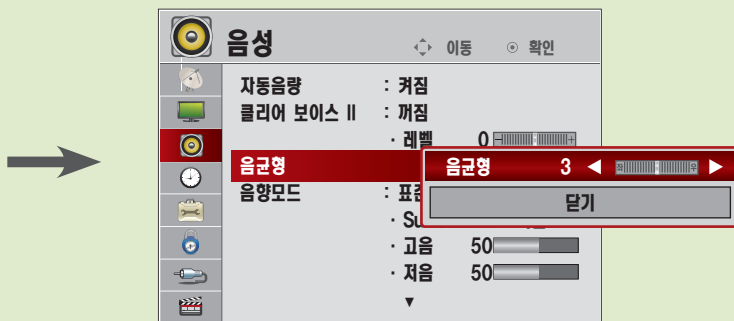 음성
이동 확인
자동음량 : 켜짐
클리어 보이스 II : 꺼짐
· 레벨 0 - +
음균형
음균형 3 ◀ 좌 우 ▶
닫기
음향모드 : 표준
· Su
· 고음 50
· 저음 50
▼